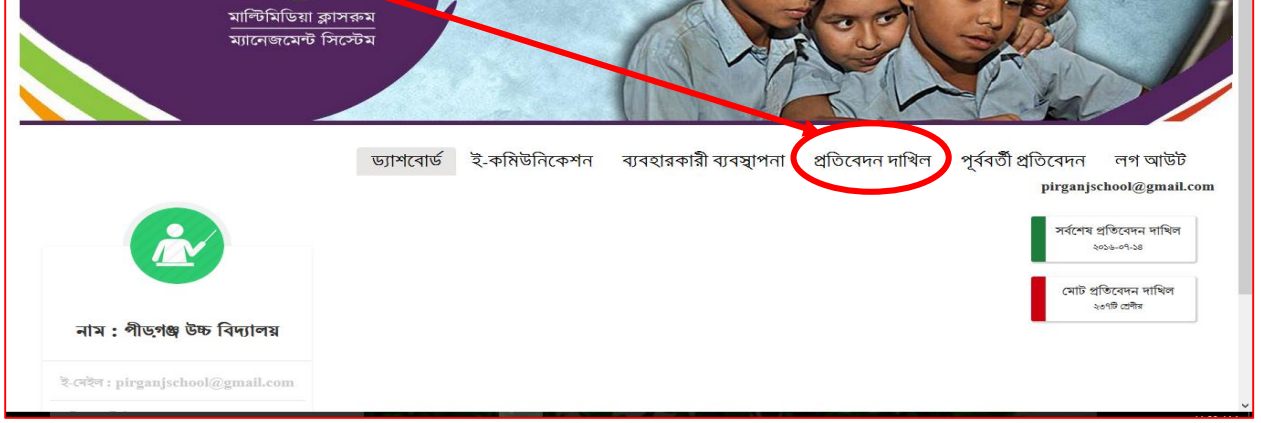 মাল্টিমিডিয়া ক্লাসরুম
ম্যানেজমেন্ট সিস্টেম
ড্যাশবোর্ড ই-কমিউনিকেশন ব্যবহারকারী ব্যবস্থাপনা প্রতিবেদন দাখিল পূর্ববর্তী প্রতিবেদন লগ আউট
pirganjschool@gmail.com
সর্বশেষ প্রতিবেদন দাখিল
২০১৬-০৭-১৪
মোট প্রতিবেদন দাখিল
২৩৭টি শ্রেণীর
নাম : পীড়গঞ্জ উচ্চ বিদ্যালয়
ই-মেইল : pirganjschool@gmail.com